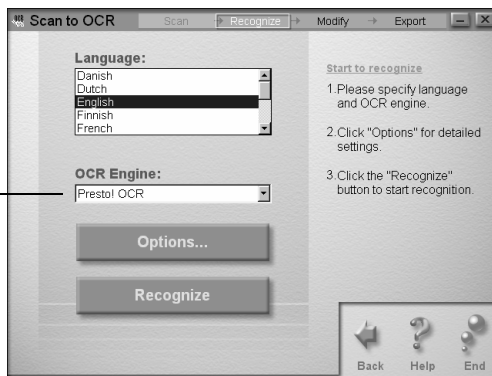 Scan to OCR
Scan
Recognize
Modify
Export
Language:
Danish
Dutch
English
Finnish
French
OCR Engine:
Presto! OCR
Options...
Recognize
Start to recognize
1.Please specify language
and OCR engine.
2.Click "Options" for detailed
settings.
3.Click the "Recognize"
button to start recognition.
Back
Help
End